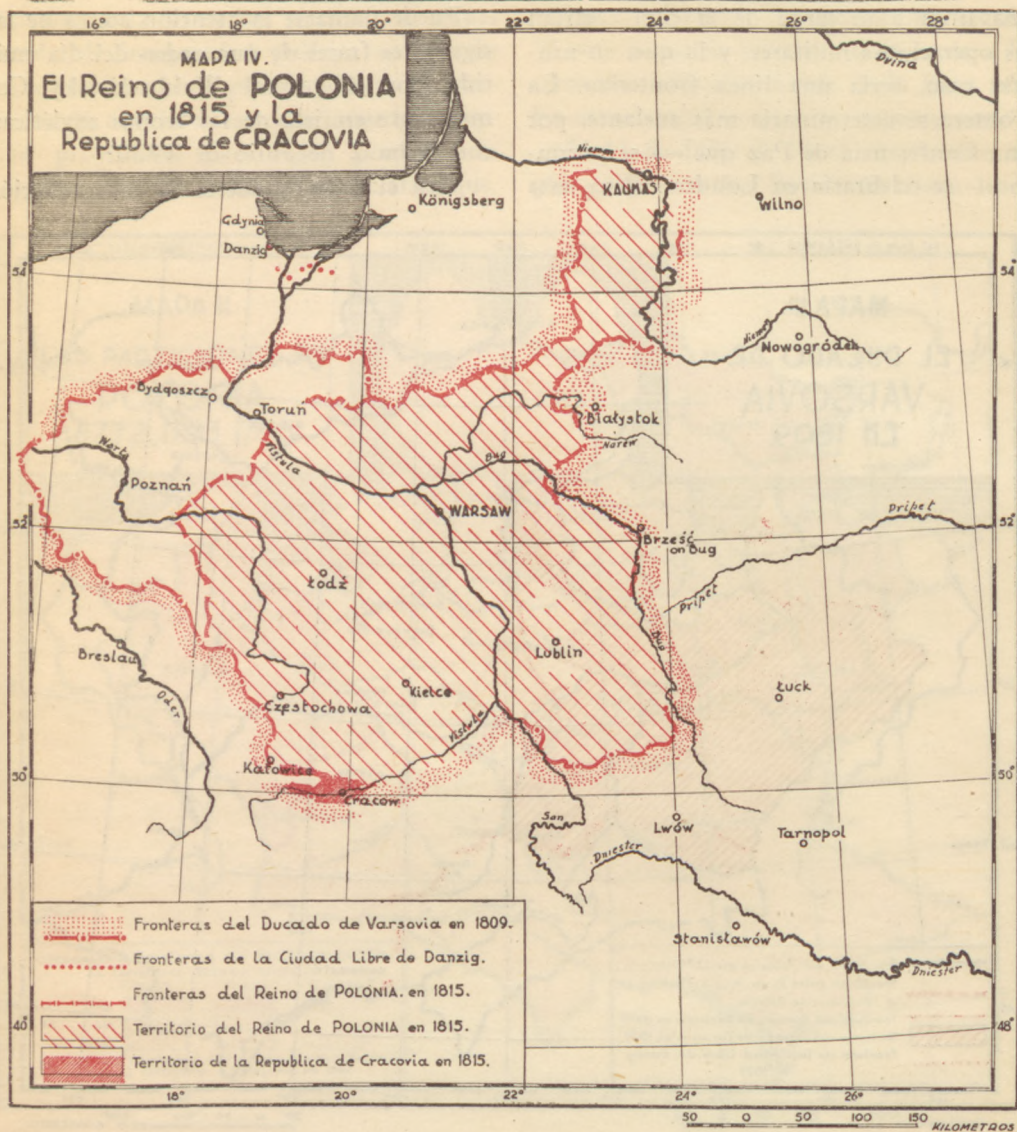 16° 18° 20° 22° 24° 26° 28°
MAPA IV.
El Reino de POLONIA
en 1815 y la
Republica de CRACOVIA
Dvina
Niemen
KAUNAS
Wilno
Königsberg
Gdynia
Danzig
54° 54°
Niemen
Nowogródek
Bydgoszcz
Toruń
Białystok
Narew
Warta
Vistula
Bug
Poznań
WARSAW
Pripet
52° 52°
Brześć
on Bug
Łódź
Pripet
Bug
Breslau
Lublin
Oder
Kielce
Łuck
Częstochowa
Vistula
Katowice
50° 50°
Cracow
San
Lwów
Tarnopol
Dniester
Stanisławów
Dniester
Fronteras del Ducado de Varsovia en 1809.
Fronteras de la Ciudad Libre de Danzig.
Fronteras del Reino de POLONIA. en 1815.
Territorio del Reino de POLONIA en 1815.
48°
Territorio de la Republica de Cracovia en 1815.
20° 22° 24° 26°
50 0 50 100 150
KILOMETROS